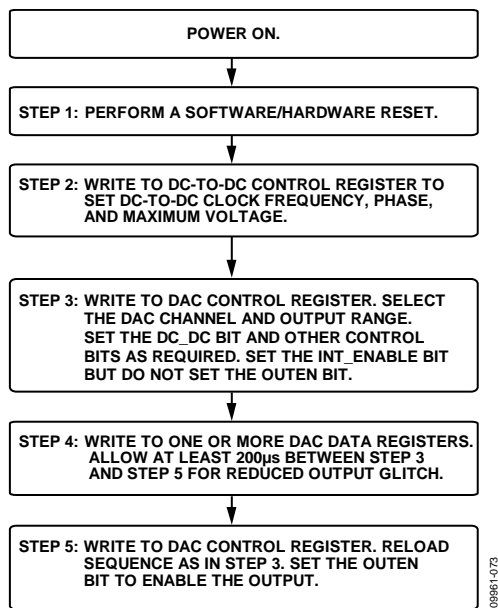 POWER ON.
STEP 1: PERFORM A SOFTWARE/HARDWARE RESET.
STEP 2: WRITE TO DC-TO-DC CONTROL REGISTER TO
SET DC-TO-DC CLOCK FREQUENCY, PHASE,
AND MAXIMUM VOLTAGE.
STEP 3: WRITE TO DAC CONTROL REGISTER. SELECT
THE DAC CHANNEL AND OUTPUT RANGE.
SET THE DC_DC BIT AND OTHER CONTROL
BITS AS REQUIRED. SET THE INT_ENABLE BIT
BUT DO NOT SET THE OUTEN BIT.
STEP 4: WRITE TO ONE OR MORE DAC DATA REGISTERS.
ALLOW AT LEAST 200µs BETWEEN STEP 3
AND STEP 5 FOR REDUCED OUTPUT GLITCH.
STEP 5: WRITE TO DAC CONTROL REGISTER. RELOAD
SEQUENCE AS IN STEP 3. SET THE OUTEN
BIT TO ENABLE THE OUTPUT.
09961-073